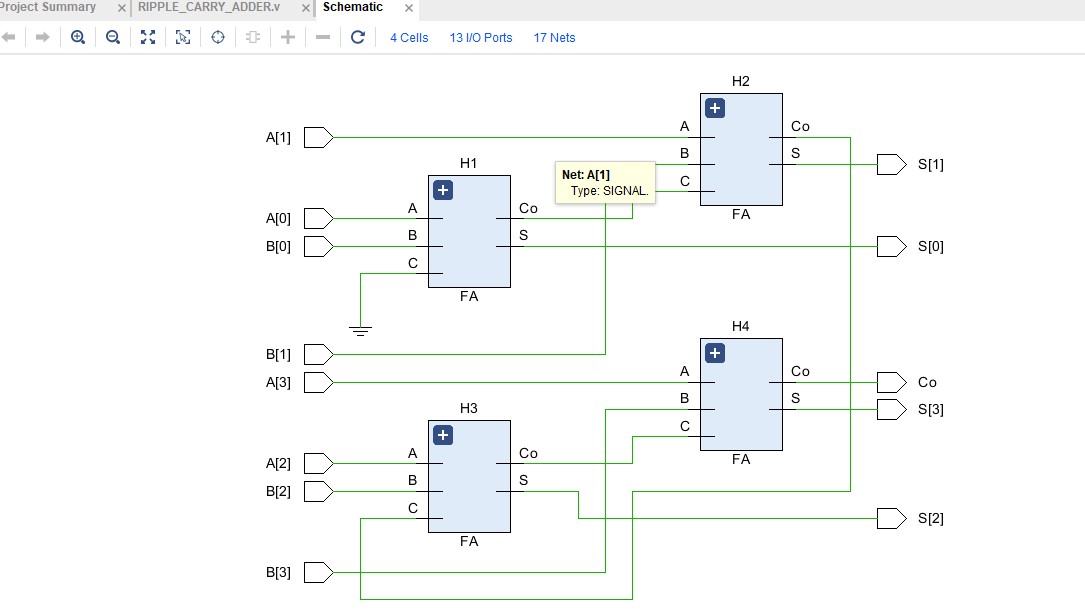 Project Summary
RIPPLE_CARRY_ADDER.v
Schematic
4 Cells
13 I/O Ports
17 Nets
H2
A
Co
A[1]
B
S
S[1]
C
FA
Net: A[1]
Type: SIGNAL.
H1
A
Co
A[0]
B
S
B[0]
S[0]
C
FA
B[1]
H4
A
Co
A[3]
Co
B
S
S[3]
C
FA
H3
A
Co
A[2]
B
S
B[2]
C
S[2]
FA
B[3]